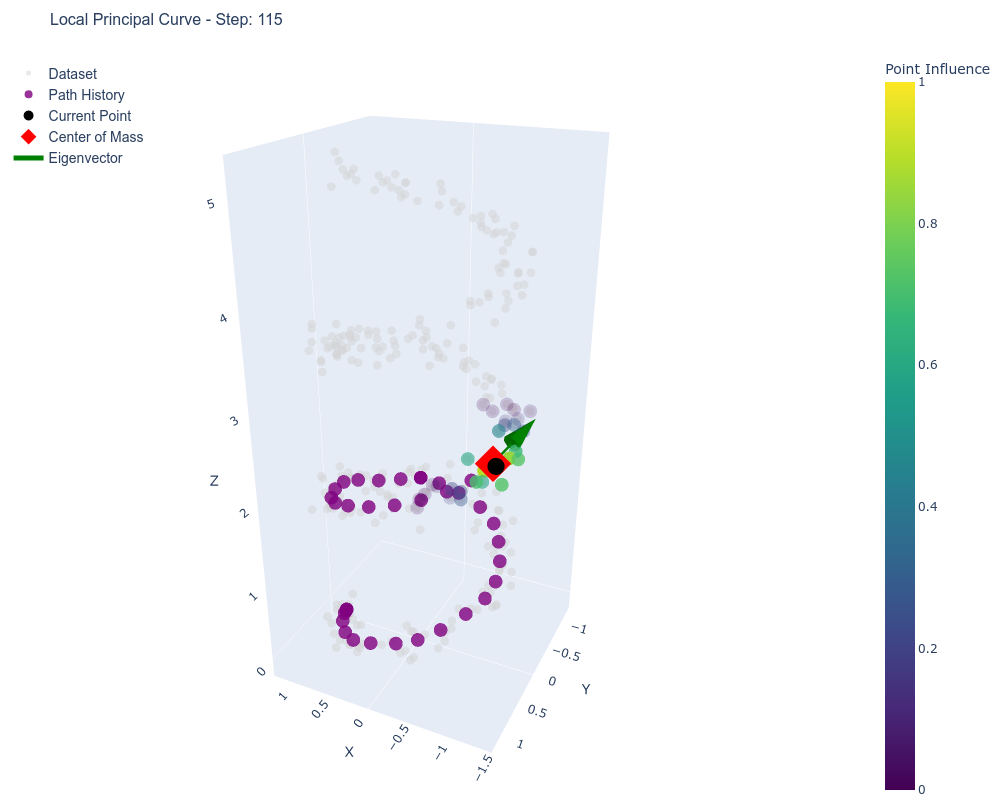 Local Principal Curve - Step: 115
Dataset
Path History
Current Point
Center of Mass
Eigenvector
Point Influence
1
0.8
0.6
0.4
0.2
0
5
4
3
Z
2
1
0
1
0.5
0
−0.5
−1
−1.5
X
−1
−0.5
0
Y
0.5
1